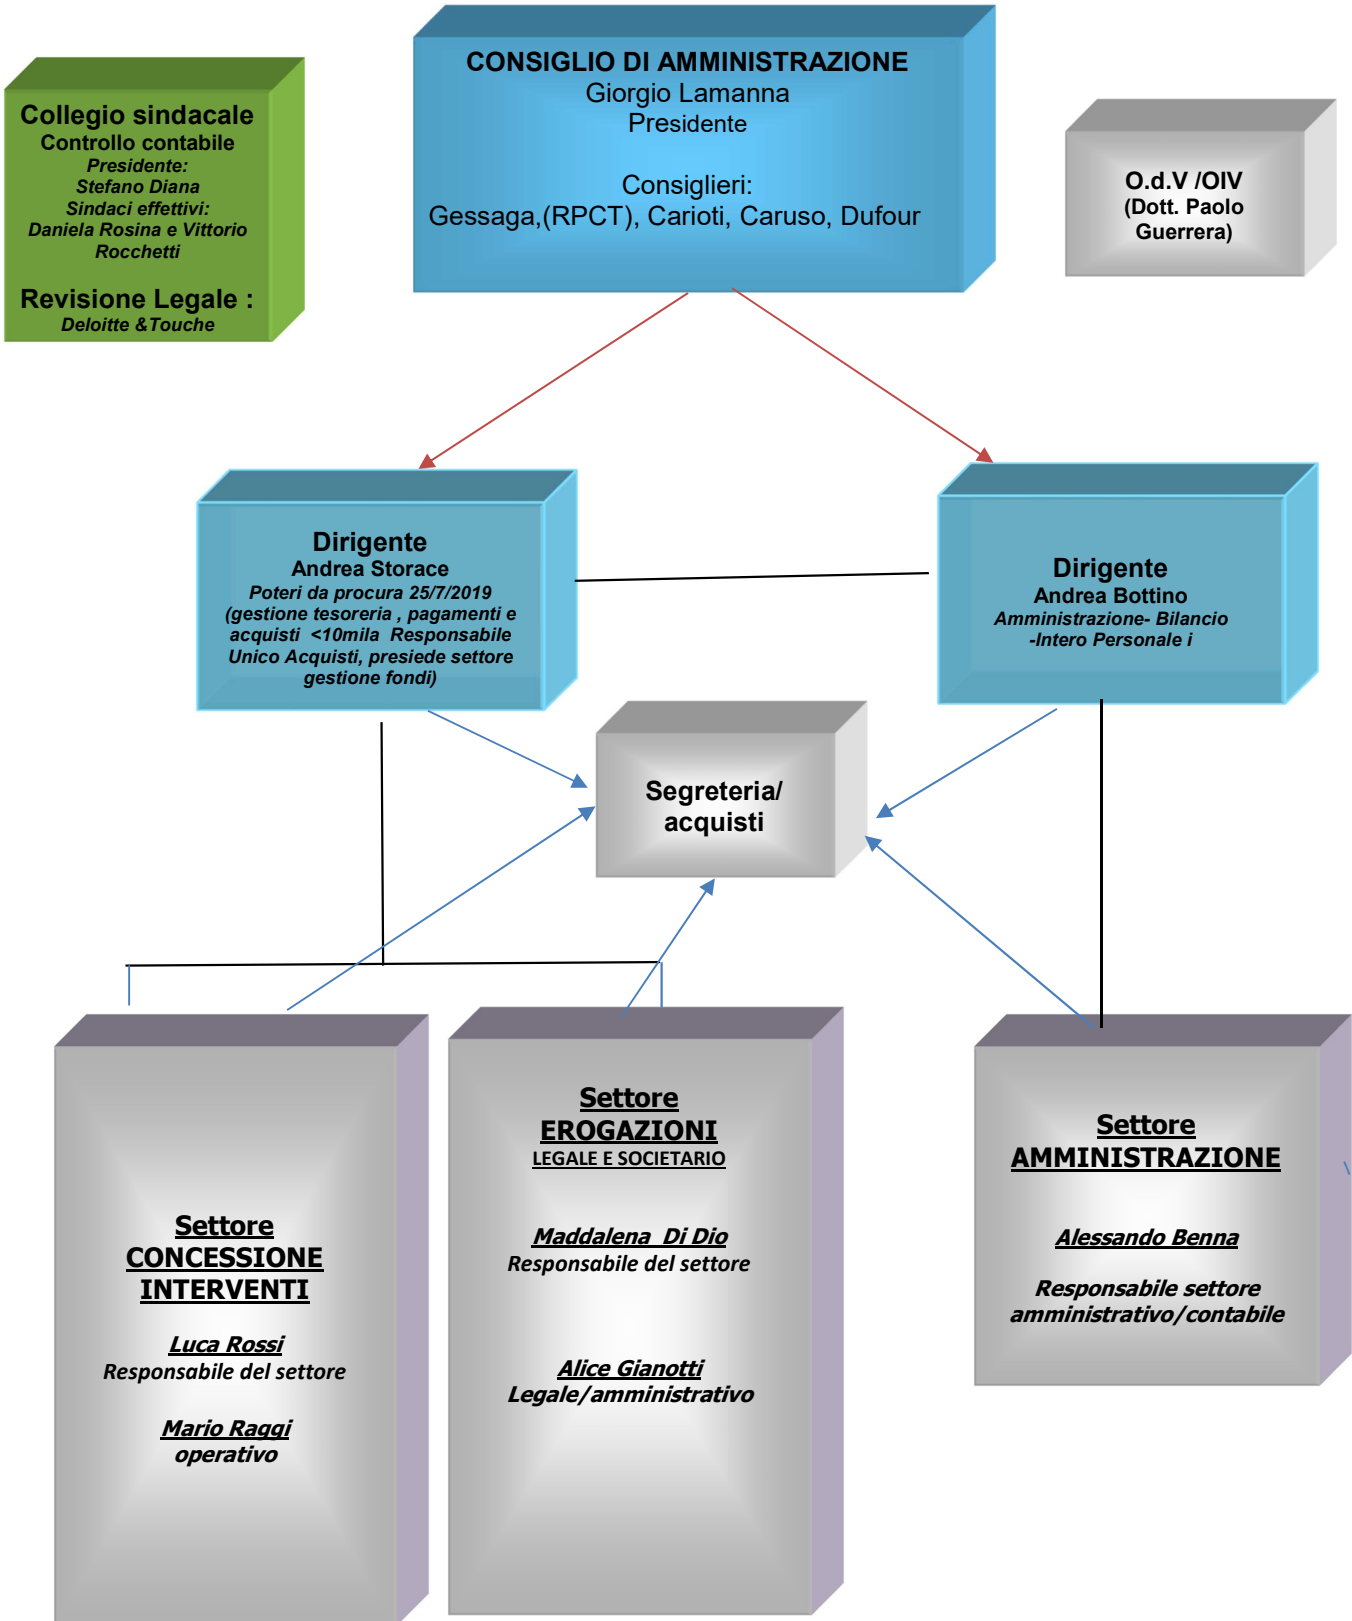 CONSIGLIO DI AMMINISTRAZIONE
Giorgio Lamanna
Presidente
Consiglieri:
Gessaga,(RPCT), Carioti, Caruso, Dufour
Collegio sindacale
Controllo contabile
Presidente:
Stefano Diana
Sindaci effettivi:
Daniela Rosina e Vittorio
Rocchetti
Revisione Legale :
Deloitte &Touche
O.d.V /OIV
(Dott. Paolo
Guerrera)
Dirigente
Andrea Storace
Poteri da procura 25/7/2019
(gestione tesoreria , pagamenti e
acquisti <10mila Responsabile
Unico Acquisti, presiede settore
gestione fondi)
Dirigente
Andrea Bottino
Amministrazione- Bilancio
-Intero Personale i
Segreteria/
acquisti
Settore
CONCESSIONE
INTERVENTI
Luca Rossi
Responsabile del settore
Mario Raggi
operativo
Settore
EROGAZIONI
LEGALE E SOCIETARIO
Maddalena Di Dio
Responsabile del settore
Alice Gianotti
Legale/amministrativo
Settore
AMMINISTRAZIONE
Alessando Benna
Responsabile settore
amministrativo/contabile